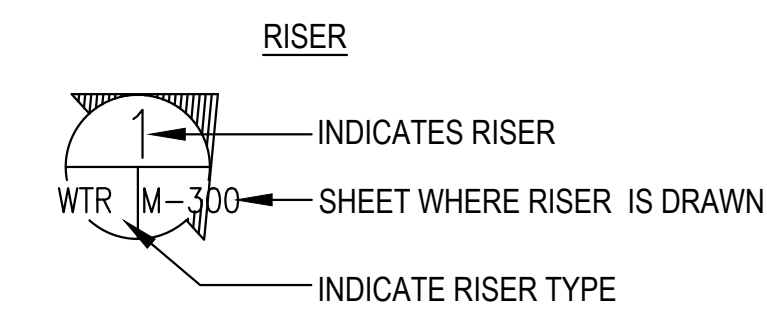 RISER
1
INDICATES RISER
WTR M-300
SHEET WHERE RISER IS DRAWN
INDICATE RISER TYPE